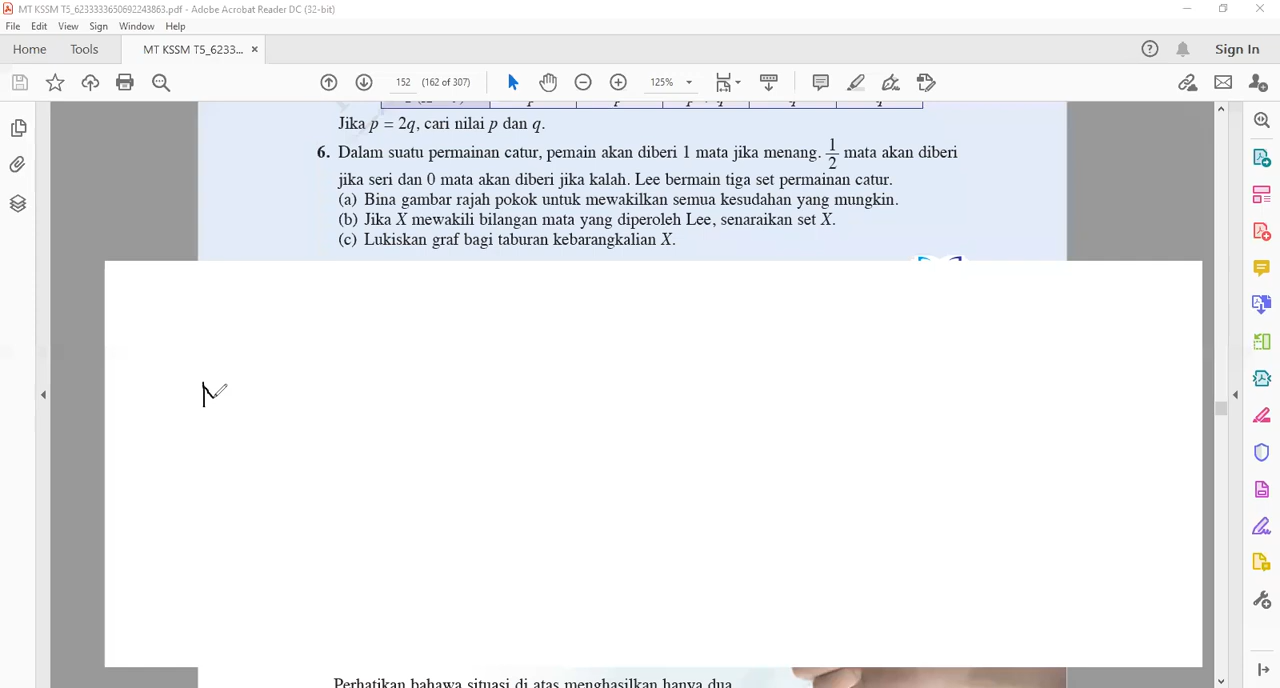 MT KSSM T5_6233333650692243863.pdf - Adobe Acrobat Reader DC (32-bit)
File Edit View Sign Window Help
Home Tools MT KSSM T5_6233... × Sign In
152 (162 of 307) 125%
Jika p = 2q, cari nilai p dan q.
6. Dalam suatu permainan catur, pemain akan diberi 1 mata jika menang. 1/2 mata akan diberi
jika seri dan 0 mata akan diberi jika kalah. Lee bermain tiga set permainan catur.
(a) Bina gambar rajah pokok untuk mewakilkan semua kesudahan yang mungkin.
(b) Jika X mewakili bilangan mata yang diperoleh Lee, senaraikan set X.
(c) Lukiskan graf bagi taburan kebarangkalian X.
Perhatikan bahawa situasi di atas menghasilkan hanya dua